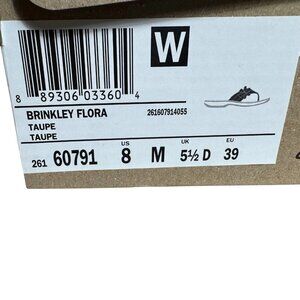 W
8 89306 03360 4
BRINKLEY FLORA 261607914055
TAUPE
TAUPE
US UK EU
261 60791 8 M 5½ D 39